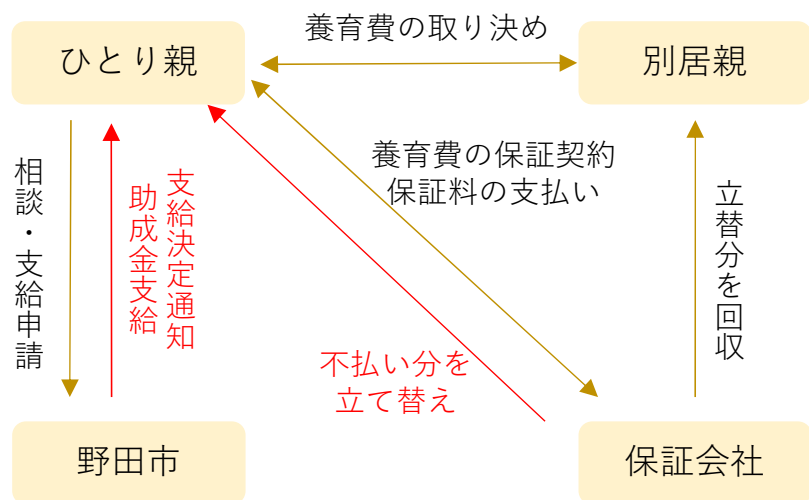 養育費の取り決め
ひとり親
別居親
養育費の保証契約
保証料の支払い
相談・支給申請
支給決定通知
助成金支給
立替分を回収
不払い分を
立て替え
野田市
保証会社